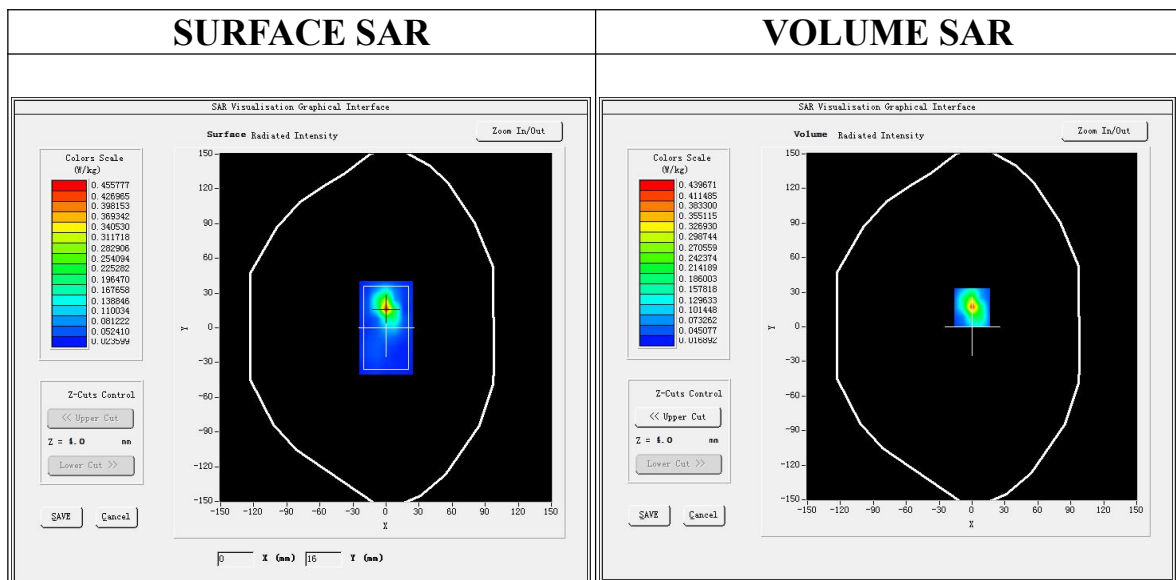 SURFACE SAR
VOLUME SAR
SAR Visualisation Graphical Interface
Surface Radiated Intensity
Zoom In/Out
Colors Scale
(W/kg)
0.455777
0.426965
0.398153
0.369342
0.340530
0.311718
0.282906
0.254094
0.225282
0.196470
0.167658
0.138846
0.110034
0.081222
0.052410
0.023599
Z-Cuts Control
<< Upper Cut
Z = 4.0 mm
Lower Cut >>
SAVE
Cancel
150
120
90
60
30
0
-30
-60
-90
-120
-150
Y
-150 -120 -90 -60 -30 0 30 60 90 120 150
X
0 X (mm) 16 Y (mm)
SAR Visualisation Graphical Interface
Volume Radiated Intensity
Zoom In/Out
Colors Scale
(W/kg)
0.439671
0.411485
0.383300
0.355115
0.326930
0.298744
0.270559
0.242374
0.214189
0.186003
0.157818
0.129633
0.101448
0.073262
0.045077
0.016892
Z-Cuts Control
<< Upper Cut
Z = 4.0 mm
Lower Cut >>
SAVE
Cancel
150
120
90
60
30
0
-30
-60
-90
-120
-150
Y
-150 -120 -90 -60 -30 0 30 60 90 120 150
X